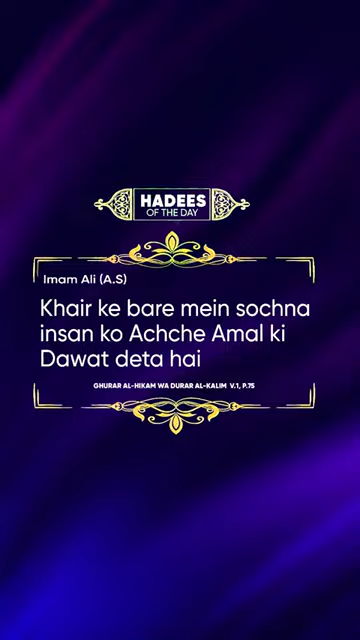 HADEES
OF THE DAY
Imam Ali (A.S)
Khair ke bare mein sochna
insan ko Achche Amal ki
Dawat deta hai
GHURAR AL-HIKAM WA DURAR AL-KALIM V.1, P.75